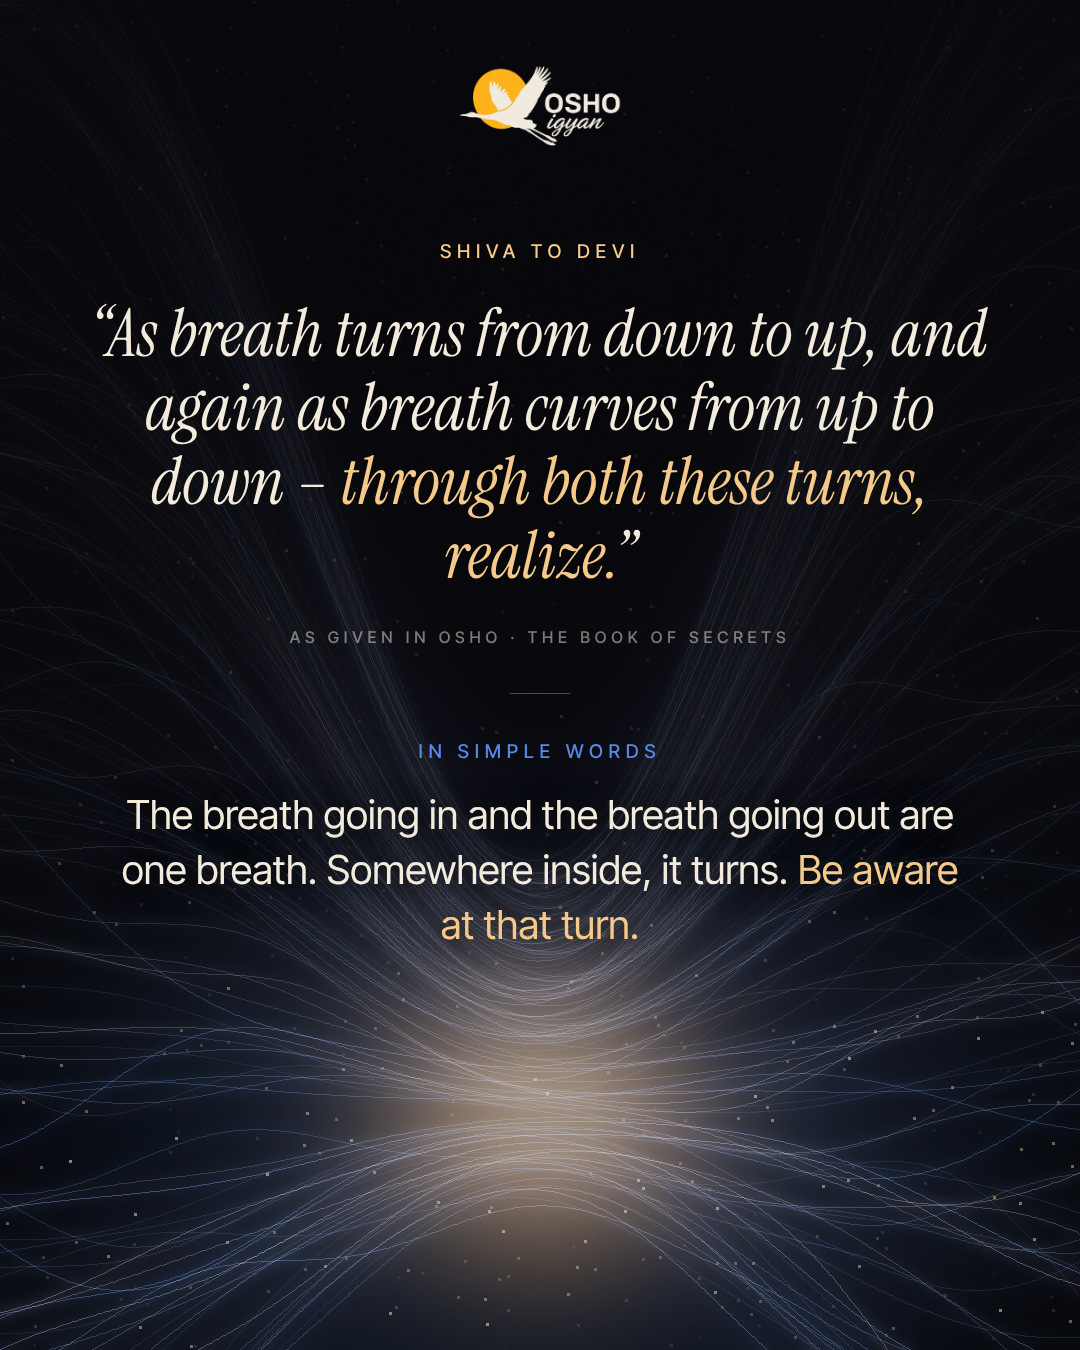 OSHO
igyan
SHIVA TO DEVI
“As breath turns from down to up, and
again as breath curves from up to
down – through both these turns,
realize.”
AS GIVEN IN OSHO · THE BOOK OF SECRETS
IN SIMPLE WORDS
The breath going in and the breath going out are
one breath. Somewhere inside, it turns. Be aware
at that turn.